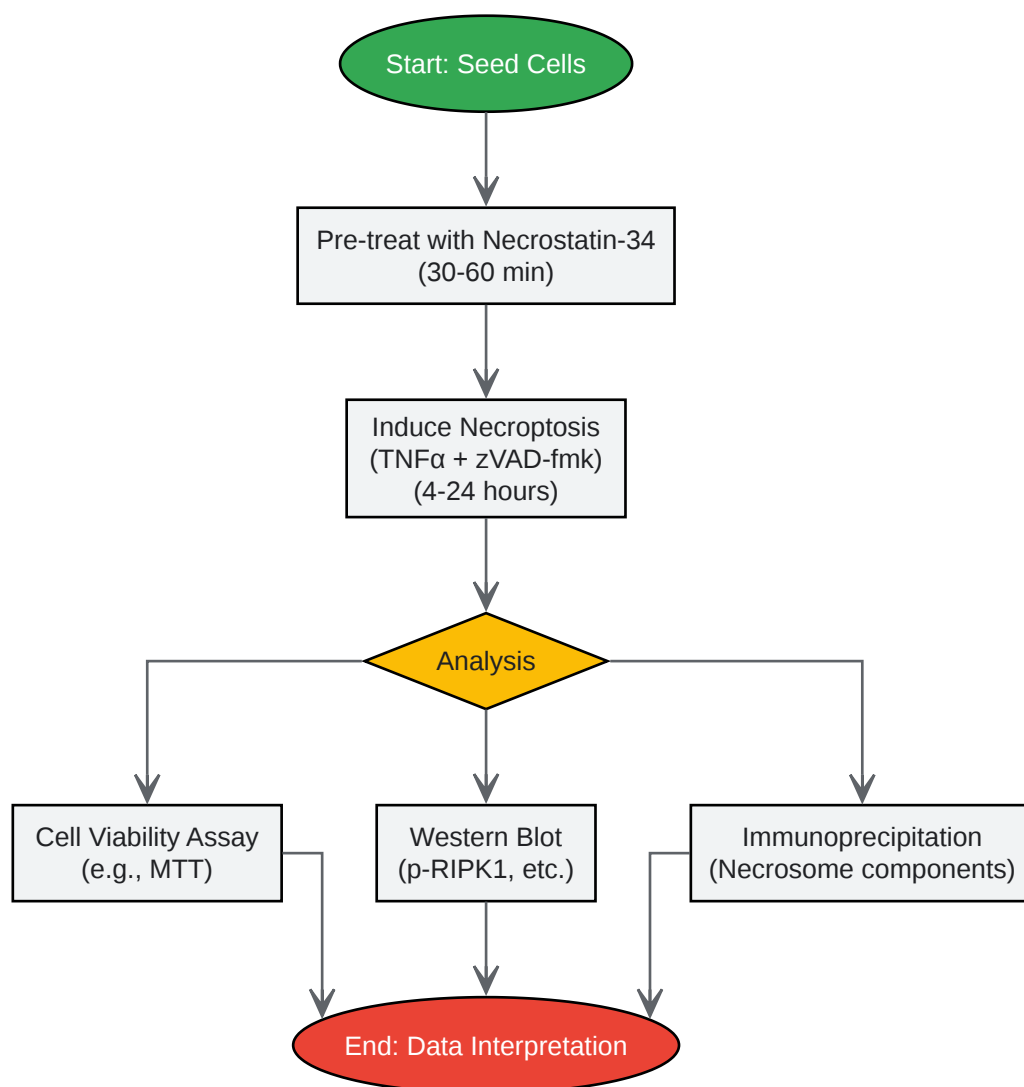 Start: Seed Cells
Pre-treat with Necrostatin-34
(30-60 min)
Induce Necroptosis
(TNFα + zVAD-fmk)
(4-24 hours)
Analysis
Cell Viability Assay
(e.g., MTT)
Western Blot
(p-RIPK1, etc.)
Immunoprecipitation
(Necrosome components)
End: Data Interpretation